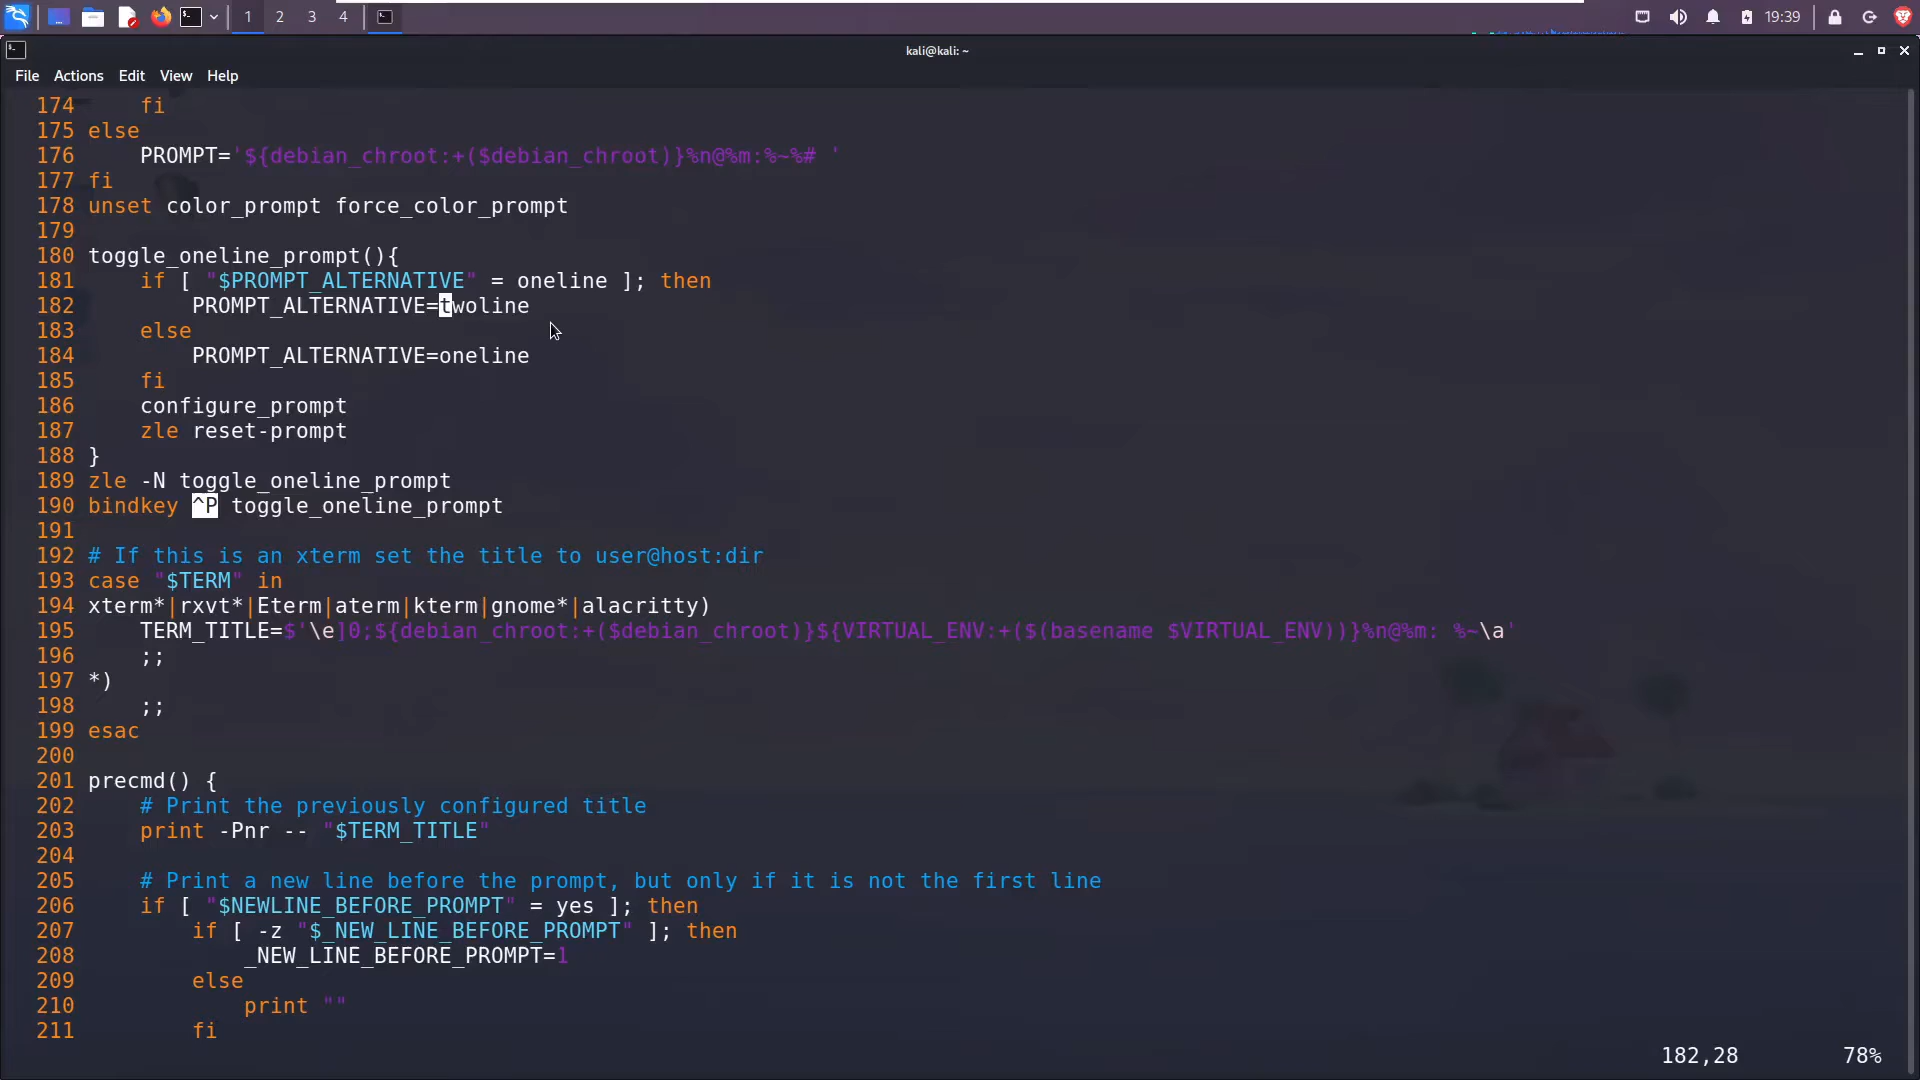 1 2 3 4 19:39
kali@kali: ~
File Actions Edit View Help
174     fi
175 else
176     PROMPT='${debian_chroot:+($debian_chroot)}%n@%m:%~%# '
177 fi
178 unset color_prompt force_color_prompt
179
180 toggle_oneline_prompt(){
181     if [ "$PROMPT_ALTERNATIVE" = oneline ]; then
182         PROMPT_ALTERNATIVE=twoline
183     else
184         PROMPT_ALTERNATIVE=oneline
185     fi
186     configure_prompt
187     zle reset-prompt
188 }
189 zle -N toggle_oneline_prompt
190 bindkey ^P toggle_oneline_prompt
191
192 # If this is an xterm set the title to user@host:dir
193 case "$TERM" in
194 xterm*|rxvt*|Eterm|aterm|kterm|gnome*|alacritty)
195     TERM_TITLE=$'\e]0;${debian_chroot:+($debian_chroot)}${VIRTUAL_ENV:+($(basename $VIRTUAL_ENV))}%n@%m: %~\a'
196     ;;
197 *)
198     ;;
199 esac
200
201 precmd() {
202     # Print the previously configured title
203     print -Pnr -- "$TERM_TITLE"
204
205     # Print a new line before the prompt, but only if it is not the first line
206     if [ "$NEWLINE_BEFORE_PROMPT" = yes ]; then
207         if [ -z "$_NEW_LINE_BEFORE_PROMPT" ]; then
208             _NEW_LINE_BEFORE_PROMPT=1
209         else
210             print ""
211         fi
182,28 78%